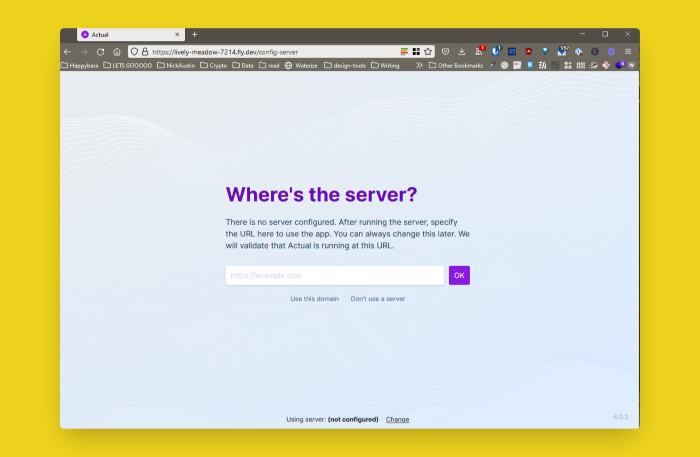 Actual
https://lively-meadow-7214.fly.dev/config-server
Happybara LETS GOOOOO NickAustin Crypto Data read Waterize design-tools Writing Other Bookmarks
Where's the server?
There is no server configured. After running the server, specify
the URL here to use the app. You can always change this later. We
will validate that Actual is running at this URL.
https://example.com
OK
Use this domain Don't use a server
Using server: (not configured) Change
4.0.2